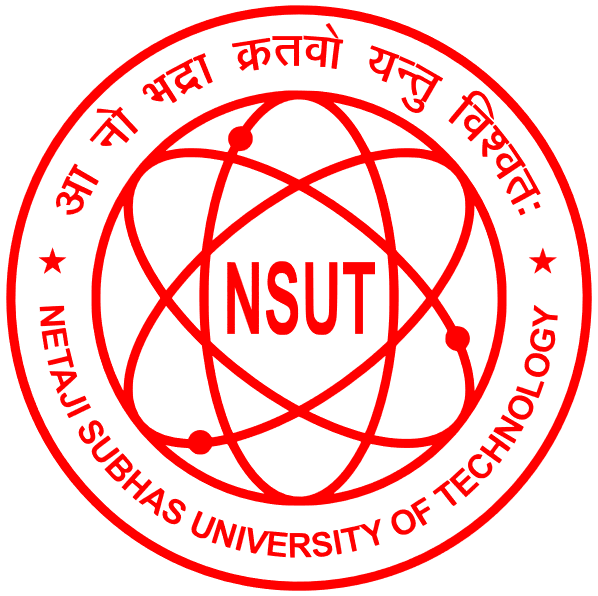 आ नो भद्रा क्रतवो यन्तु विश्वतः
NSUT
NETAJI SUBHAS UNIVERSITY OF TECHNOLOGY